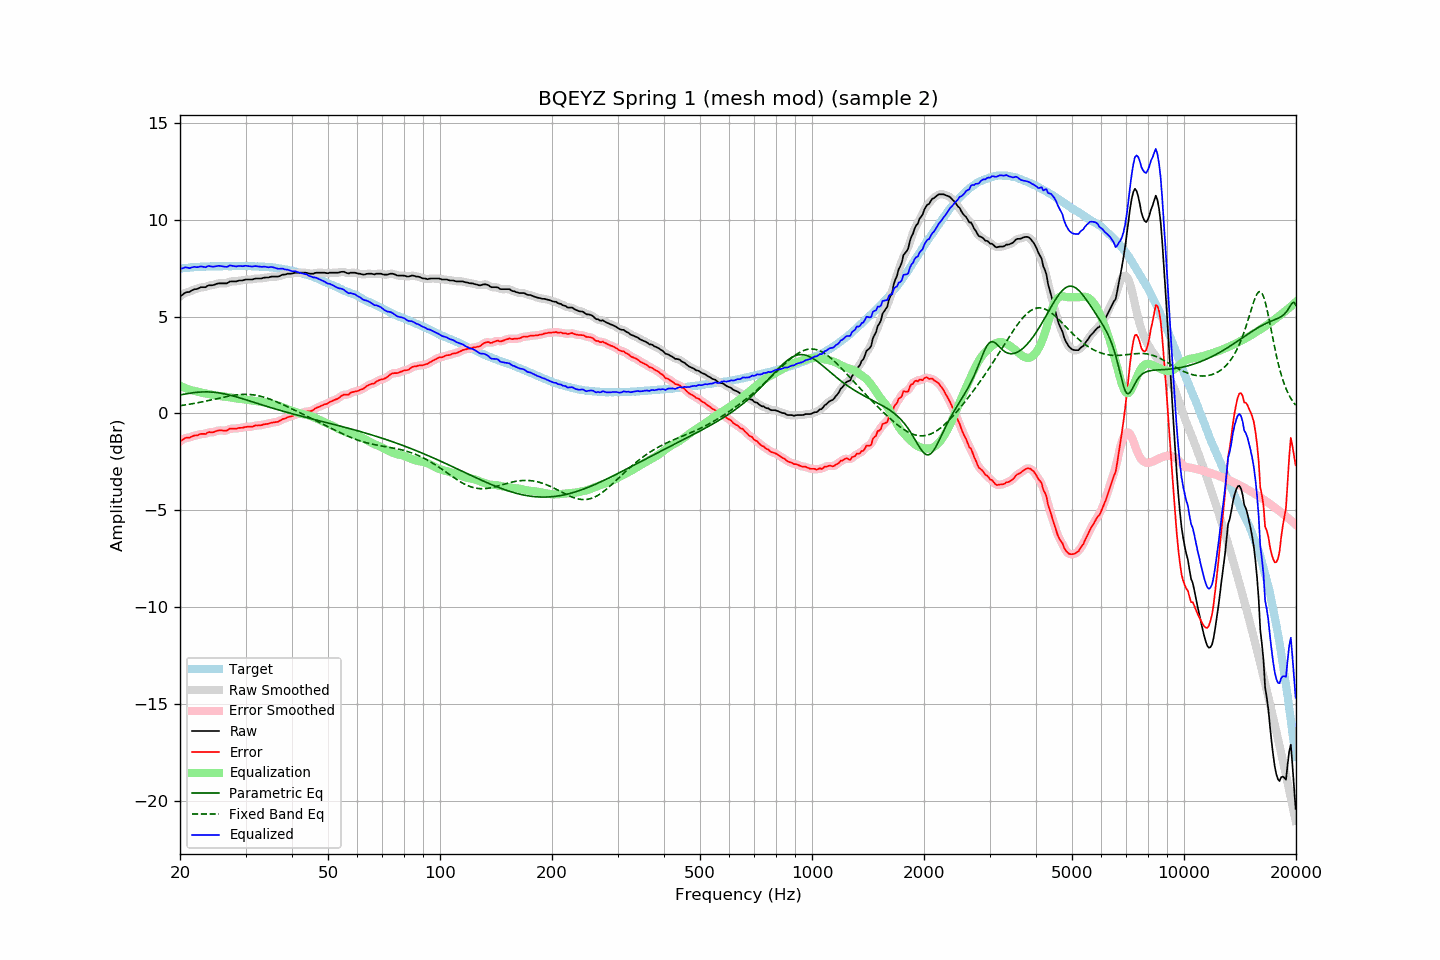 BQEYZ Spring 1 (mesh mod) (sample 2)
15
10
5
0
−5
−10
−15
−20
Amplitude (dBr)
Target
Raw Smoothed
Error Smoothed
Raw
Error
Equalization
Parametric Eq
Fixed Band Eq
Equalized
20 50 100 200 500 1000 2000 5000 10000 20000
Frequency (Hz)